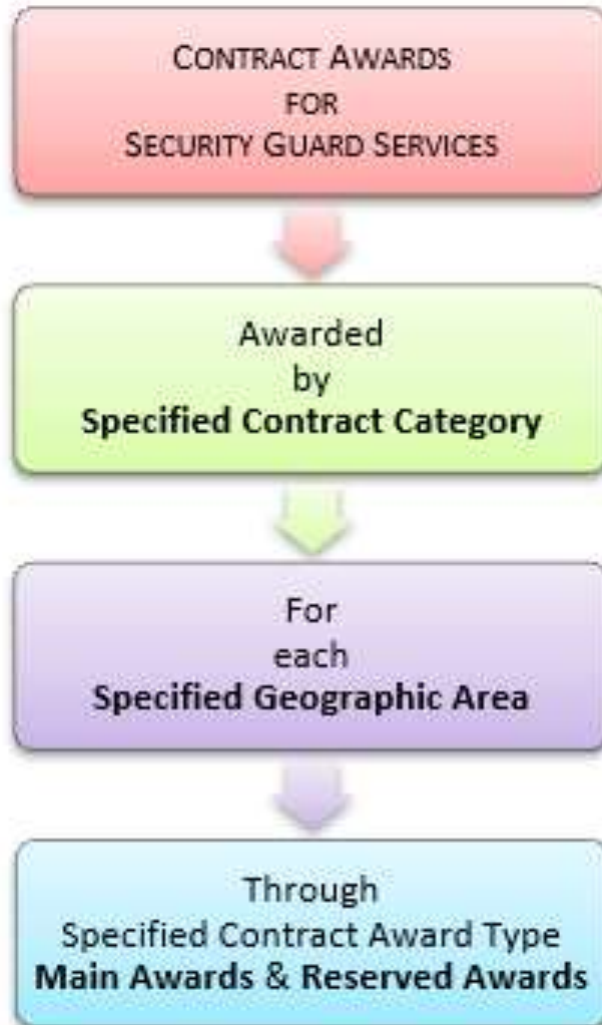 CONTRACT AWARDS
FOR
SECURITY GUARD SERVICES
Awarded
by
Specified Contract Category
For
each
Specified Geographic Area
Through
Specified Contract Award Type
Main Awards & Reserved Awards